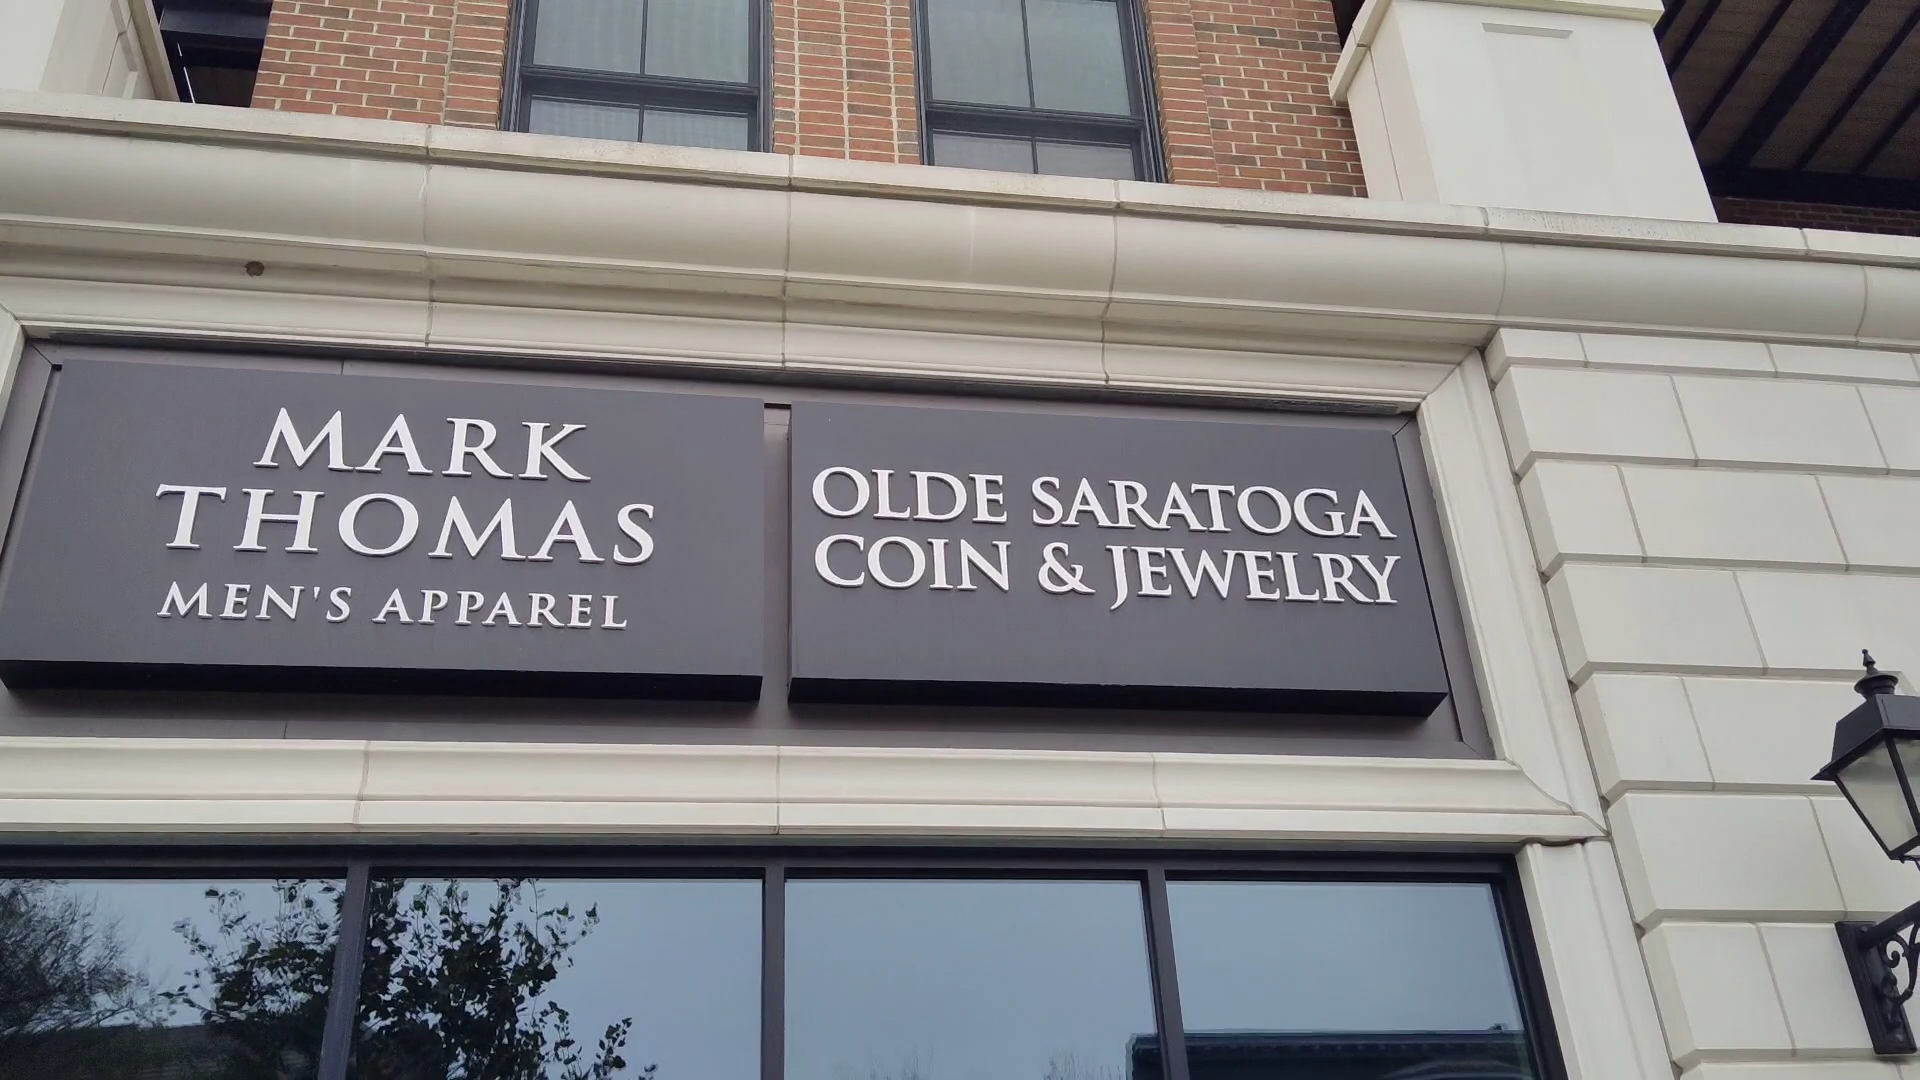 MARK
THOMAS
MEN'S APPAREL
OLDE SARATOGA
COIN & JEWELRY